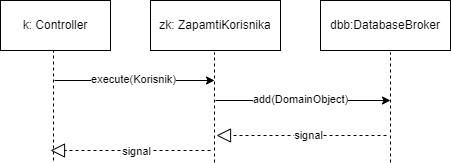 k: Controller
zk: ZapamtiKorisnika
dbb:DatabaseBroker
execute(Korisnik)
add(DomainObject)
signal
signal